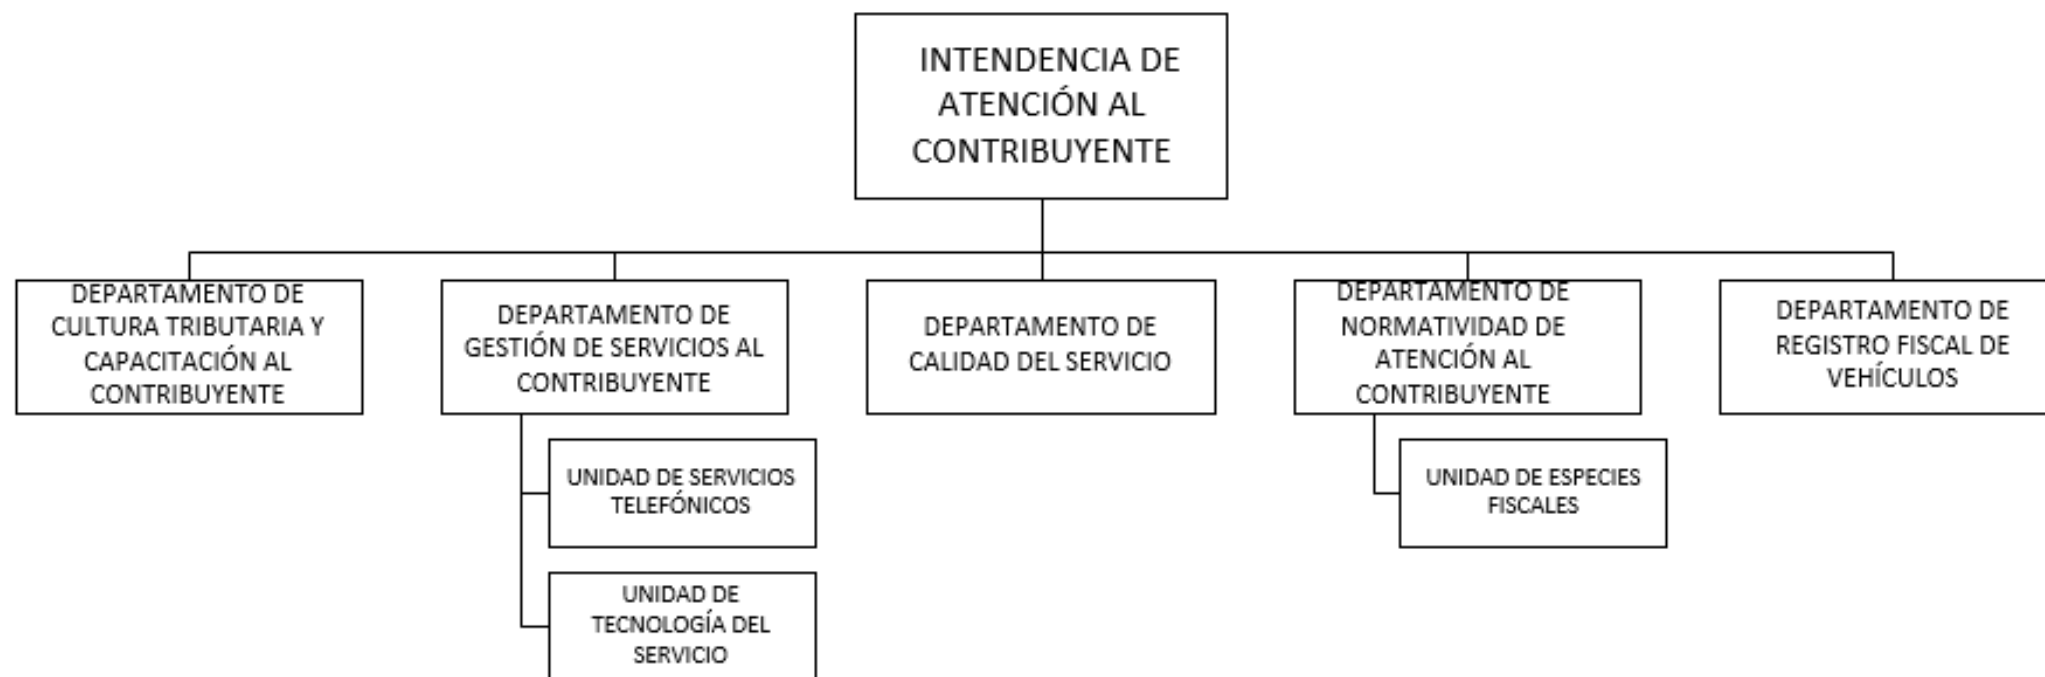 INTENDENCIA DE
ATENCIÓN AL
CONTRIBUYENTE
DEPARTAMENTO DE
CULTURA TRIBUTARIA Y
CAPACITACIÓN AL
CONTRIBUYENTE
DEPARTAMENTO DE
GESTIÓN DE SERVICIOS AL
CONTRIBUYENTE
DEPARTAMENTO DE
CALIDAD DEL SERVICIO
DEPARTAMENTO DE
NORMATIVIDAD DE
ATENCIÓN AL
CONTRIBUYENTE
DEPARTAMENTO DE
REGISTRO FISCAL DE
VEHÍCULOS
UNIDAD DE SERVICIOS
TELEFÓNICOS
UNIDAD DE ESPECIES
FISCALES
UNIDAD DE
TECNOLOGÍA DEL
SERVICIO